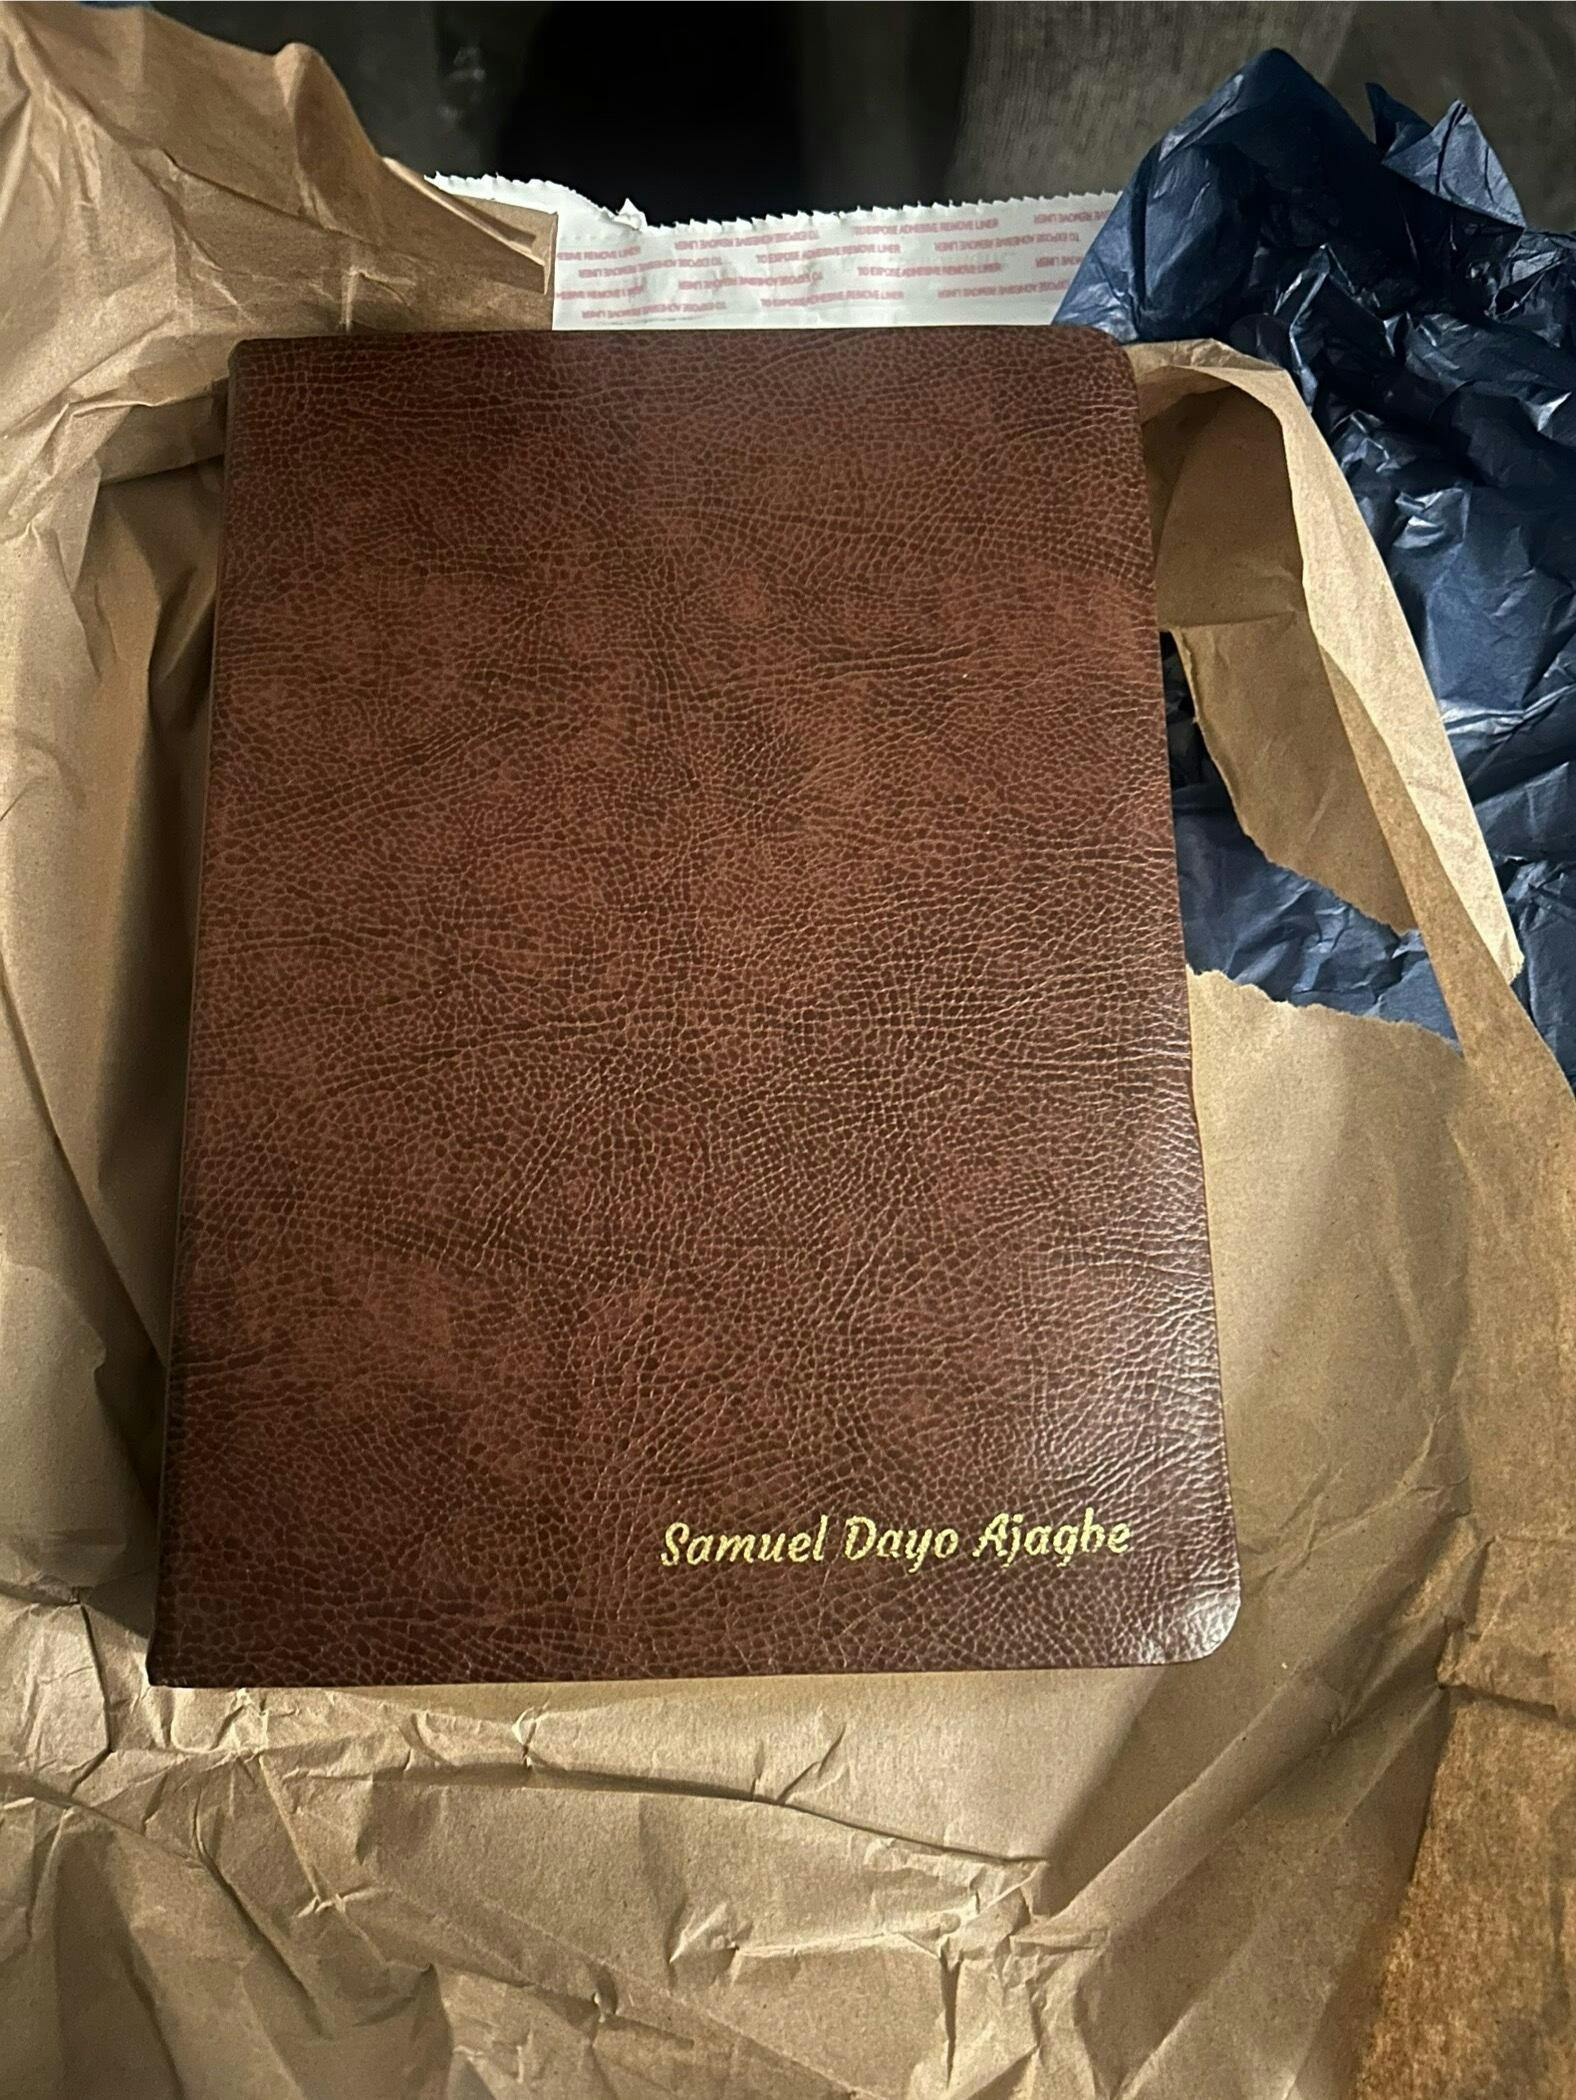 TO EXPOSE ADHESIVE REMOVE LINER
Samuel Dayo Ajagbe